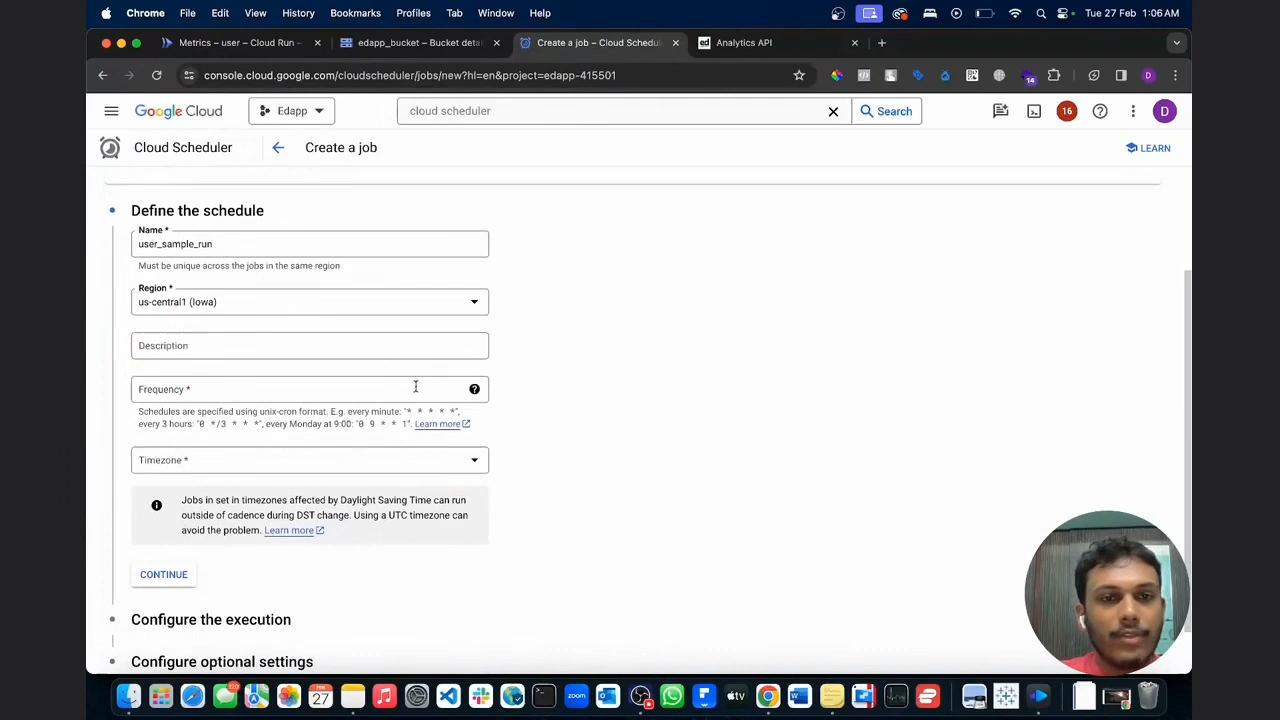 Chrome File Edit View History Bookmarks Profiles Tab Window Help Tue 27 Feb 1:06 AM
Metrics – user – Cloud Run – edapp_bucket – Bucket deta Create a job – Cloud Schedu ed Analytics API
console.cloud.google.com/cloudscheduler/jobs/new?hl=en&project=edapp-415501 14 D
Google Cloud Edapp cloud scheduler Search 16 D
Cloud Scheduler Create a job LEARN
Define the schedule
Name *
user_sample_run
Must be unique across the jobs in the same region
Region *
us-central1 (Iowa)
Description
Frequency *
Schedules are specified using unix-cron format. E.g. every minute: "* * * * *",
every 3 hours: "0 */3 * * *", every Monday at 9:00: "0 9 * * 1". Learn more
Timezone *
Jobs in set in timezones affected by Daylight Saving Time can run
outside of cadence during DST change. Using a UTC timezone can
avoid the problem. Learn more
CONTINUE
Configure the execution
Configure optional settings
27 zoom tv